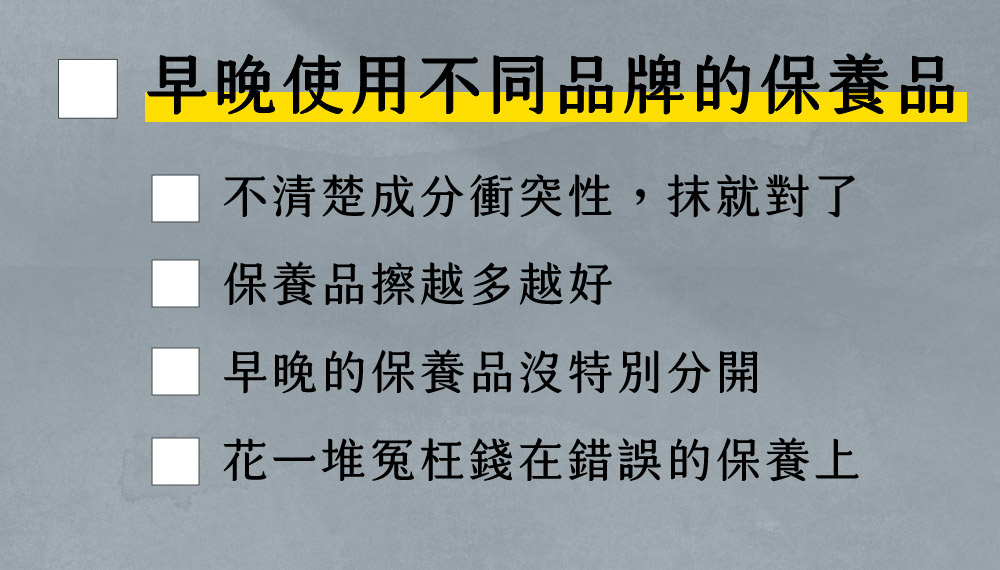 早晚使用不同品牌的保養品
不清楚成分衝突性，抹就對了
保養品擦越多越好
早晚的保養品沒特別分開
花一堆冤枉錢在錯誤的保養上